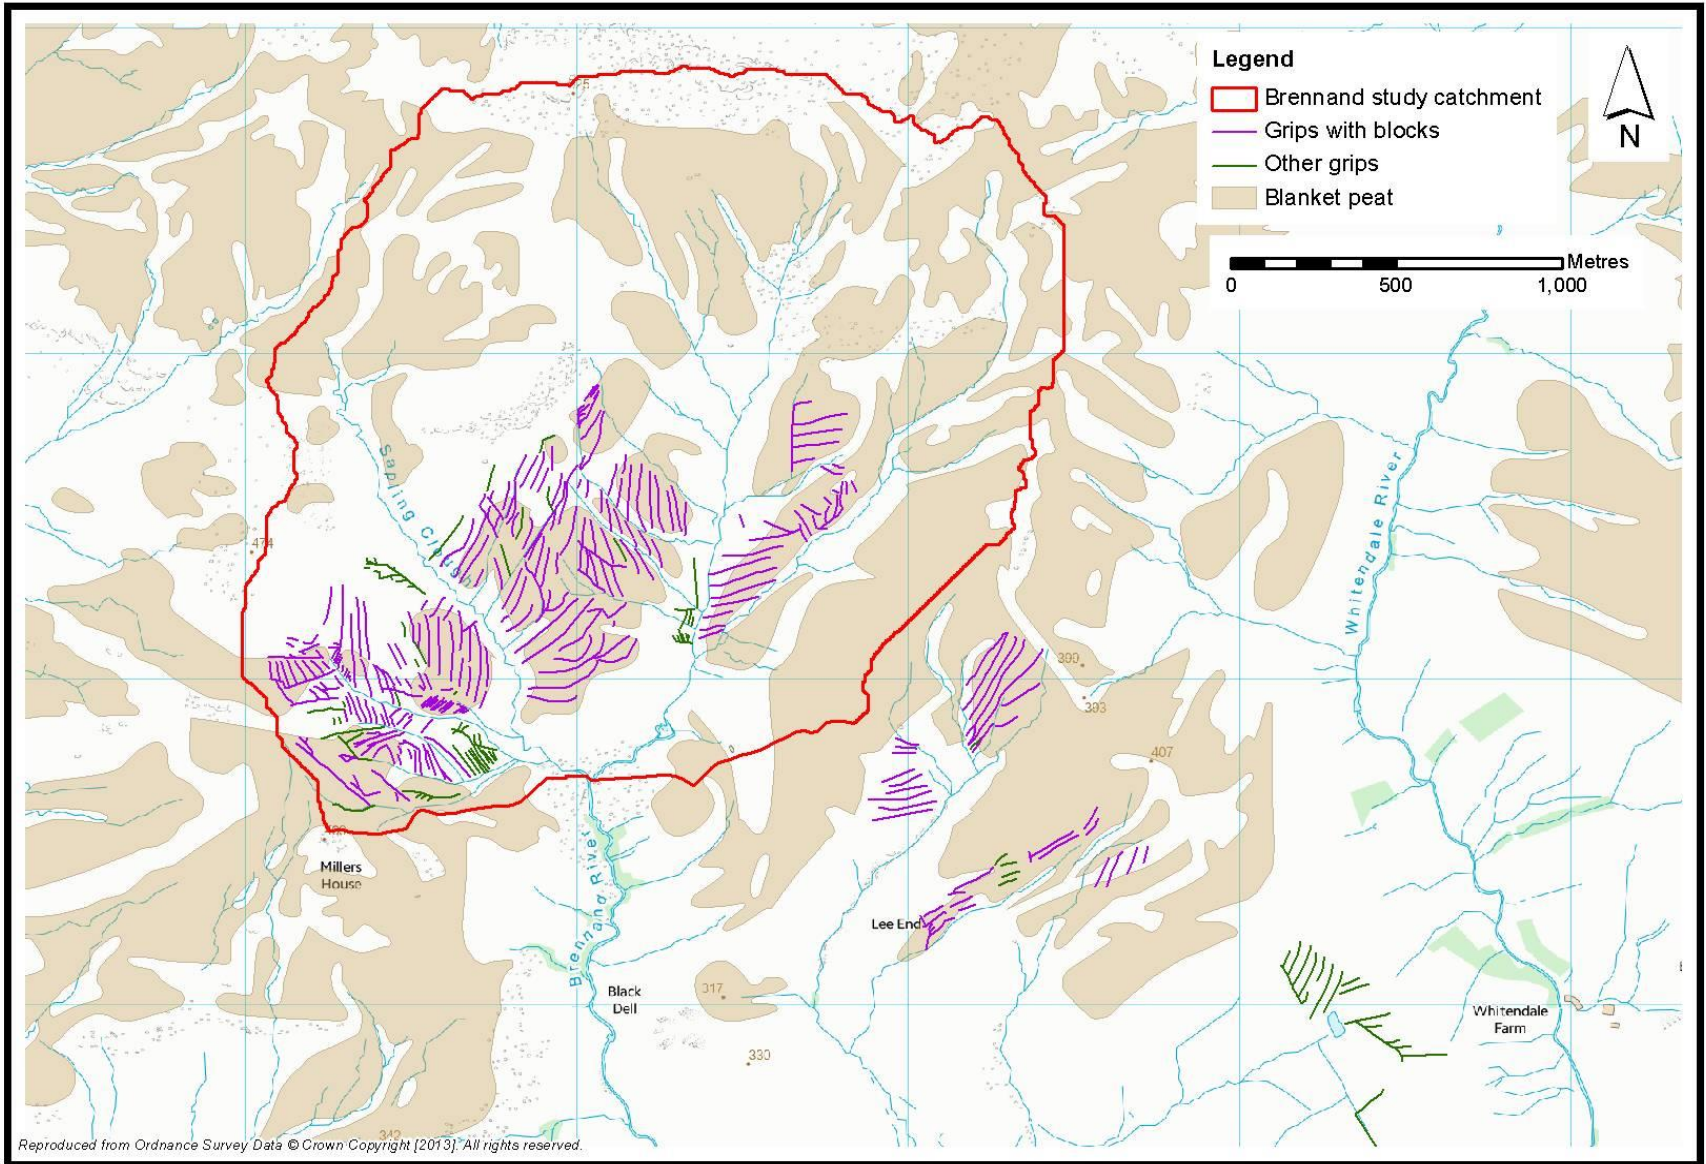 Legend
Brennand study catchment
Grips with blocks
Other grips
Blanket peat
N
Metres
0
500
1,000
Sapling Clough
474
Whitendale River
399
393
407
Millers
House
Brennand River
Lee End
Black
Dell
317
330
Whitendale
Farm
342
Reproduced from Ordnance Survey Data © Crown Copyright [2013]. All rights reserved.